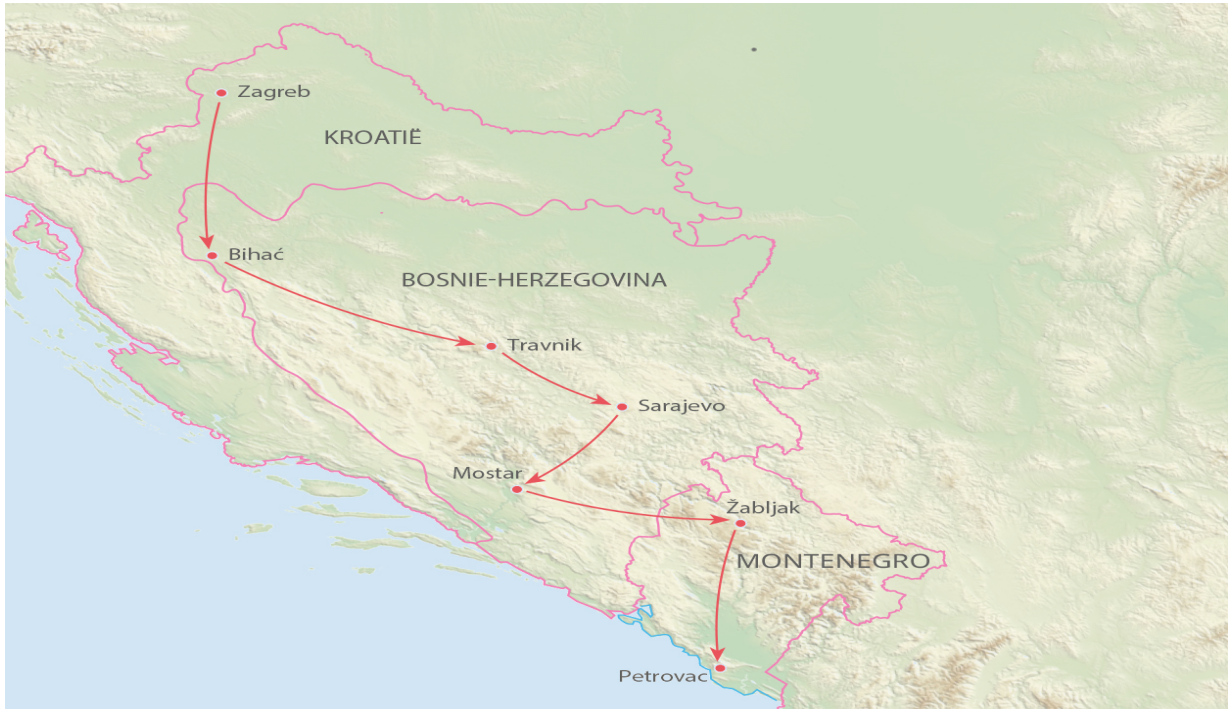 Zagreb
KROATIË
Bihać
BOSNIE-HERZEGOVINA
Travnik
Sarajevo
Mostar
Žabljak
MONTENEGRO
Petrovac